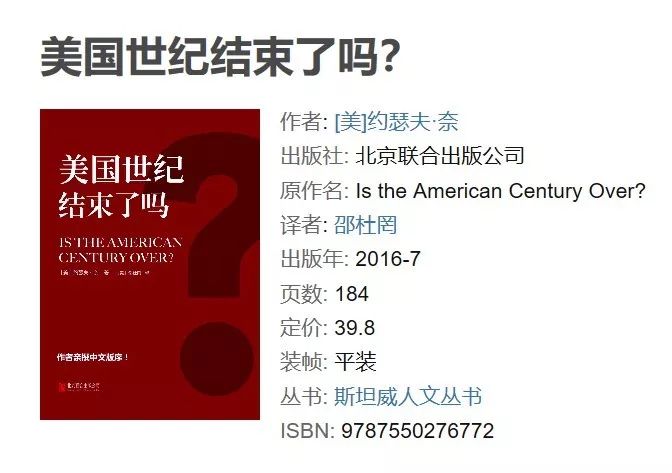 美国世纪结束了吗？
美国世纪
结束了吗
IS THE AMERICAN
CENTURY OVER?
作者亲撰中文版序！
作者: [美]约瑟夫·奈
出版社: 北京联合出版公司
原作名: Is the American Century Over?
译者: 邵杜罔
出版年: 2016-7
页数: 184
定价: 39.8
装帧: 平装
丛书: 斯坦威人文丛书
ISBN: 9787550276772